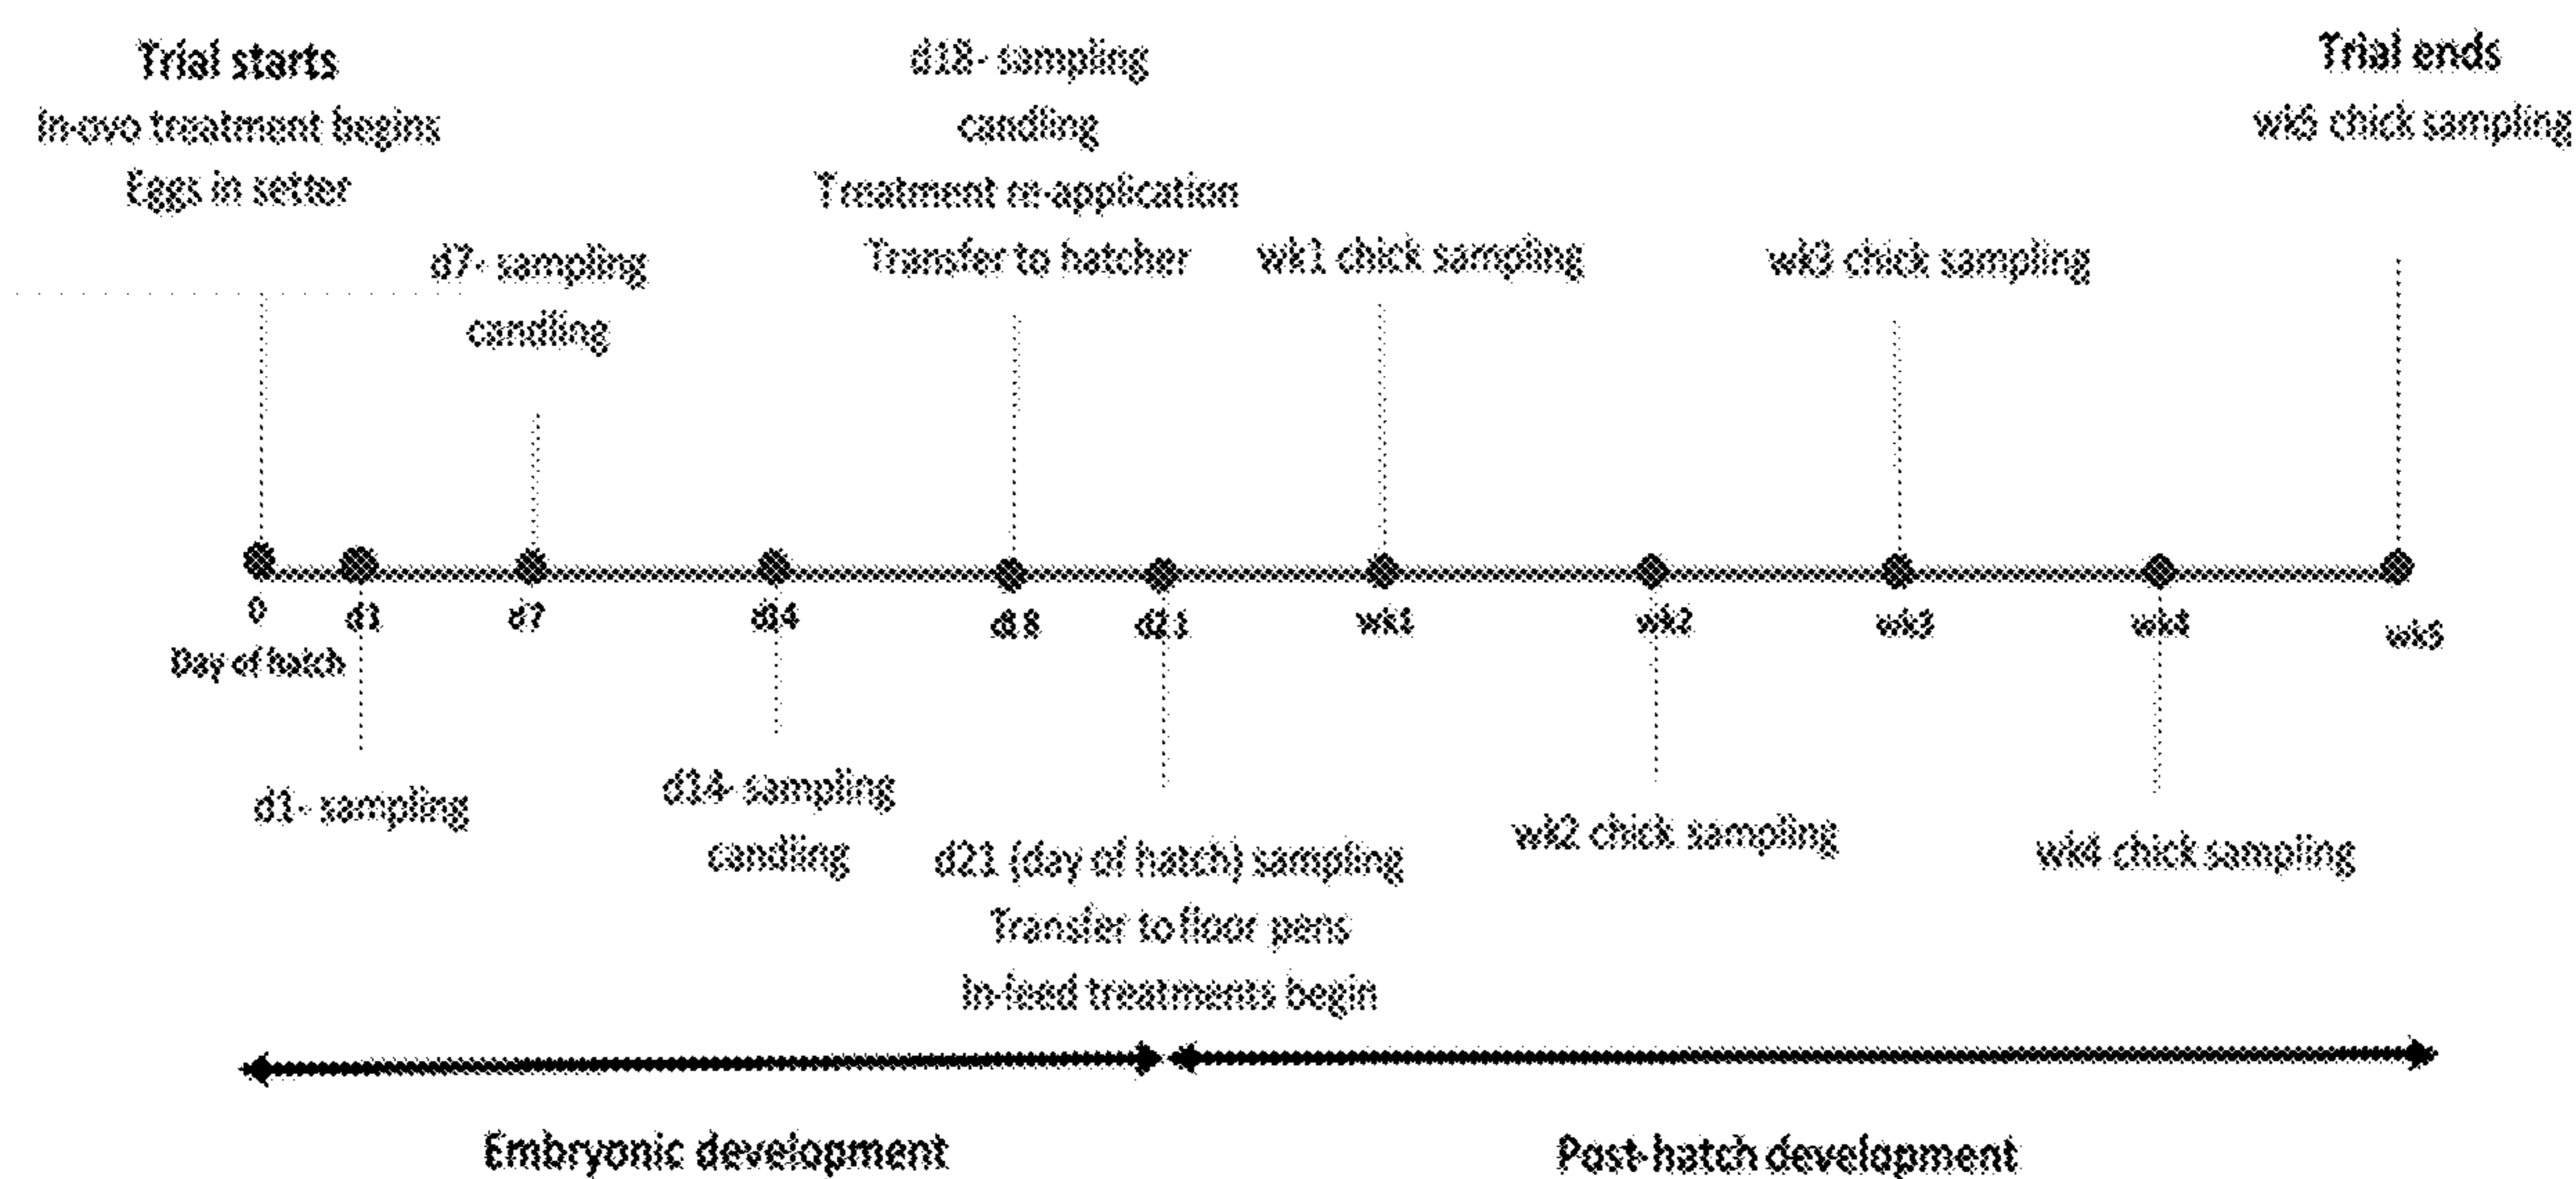 Trial starts
In-ovo treatment begins
Eggs in setter
d7- sampling
candling
d18- sampling
candling
Treatment re-application
Transfer to hatcher
wk1 chick sampling
wk3 chick sampling
Trial ends
wk5 chick sampling
0
d1
d7
d14
d18
d21
wk1
wk2
wk3
wk4
wk5
Day of hatch
d1- sampling
d14- sampling
candling
d21 (day of hatch) sampling
Transfer to floor pens
In-feed treatments begin
wk2 chick sampling
wk4 chick sampling
Embryonic development
Post-hatch development